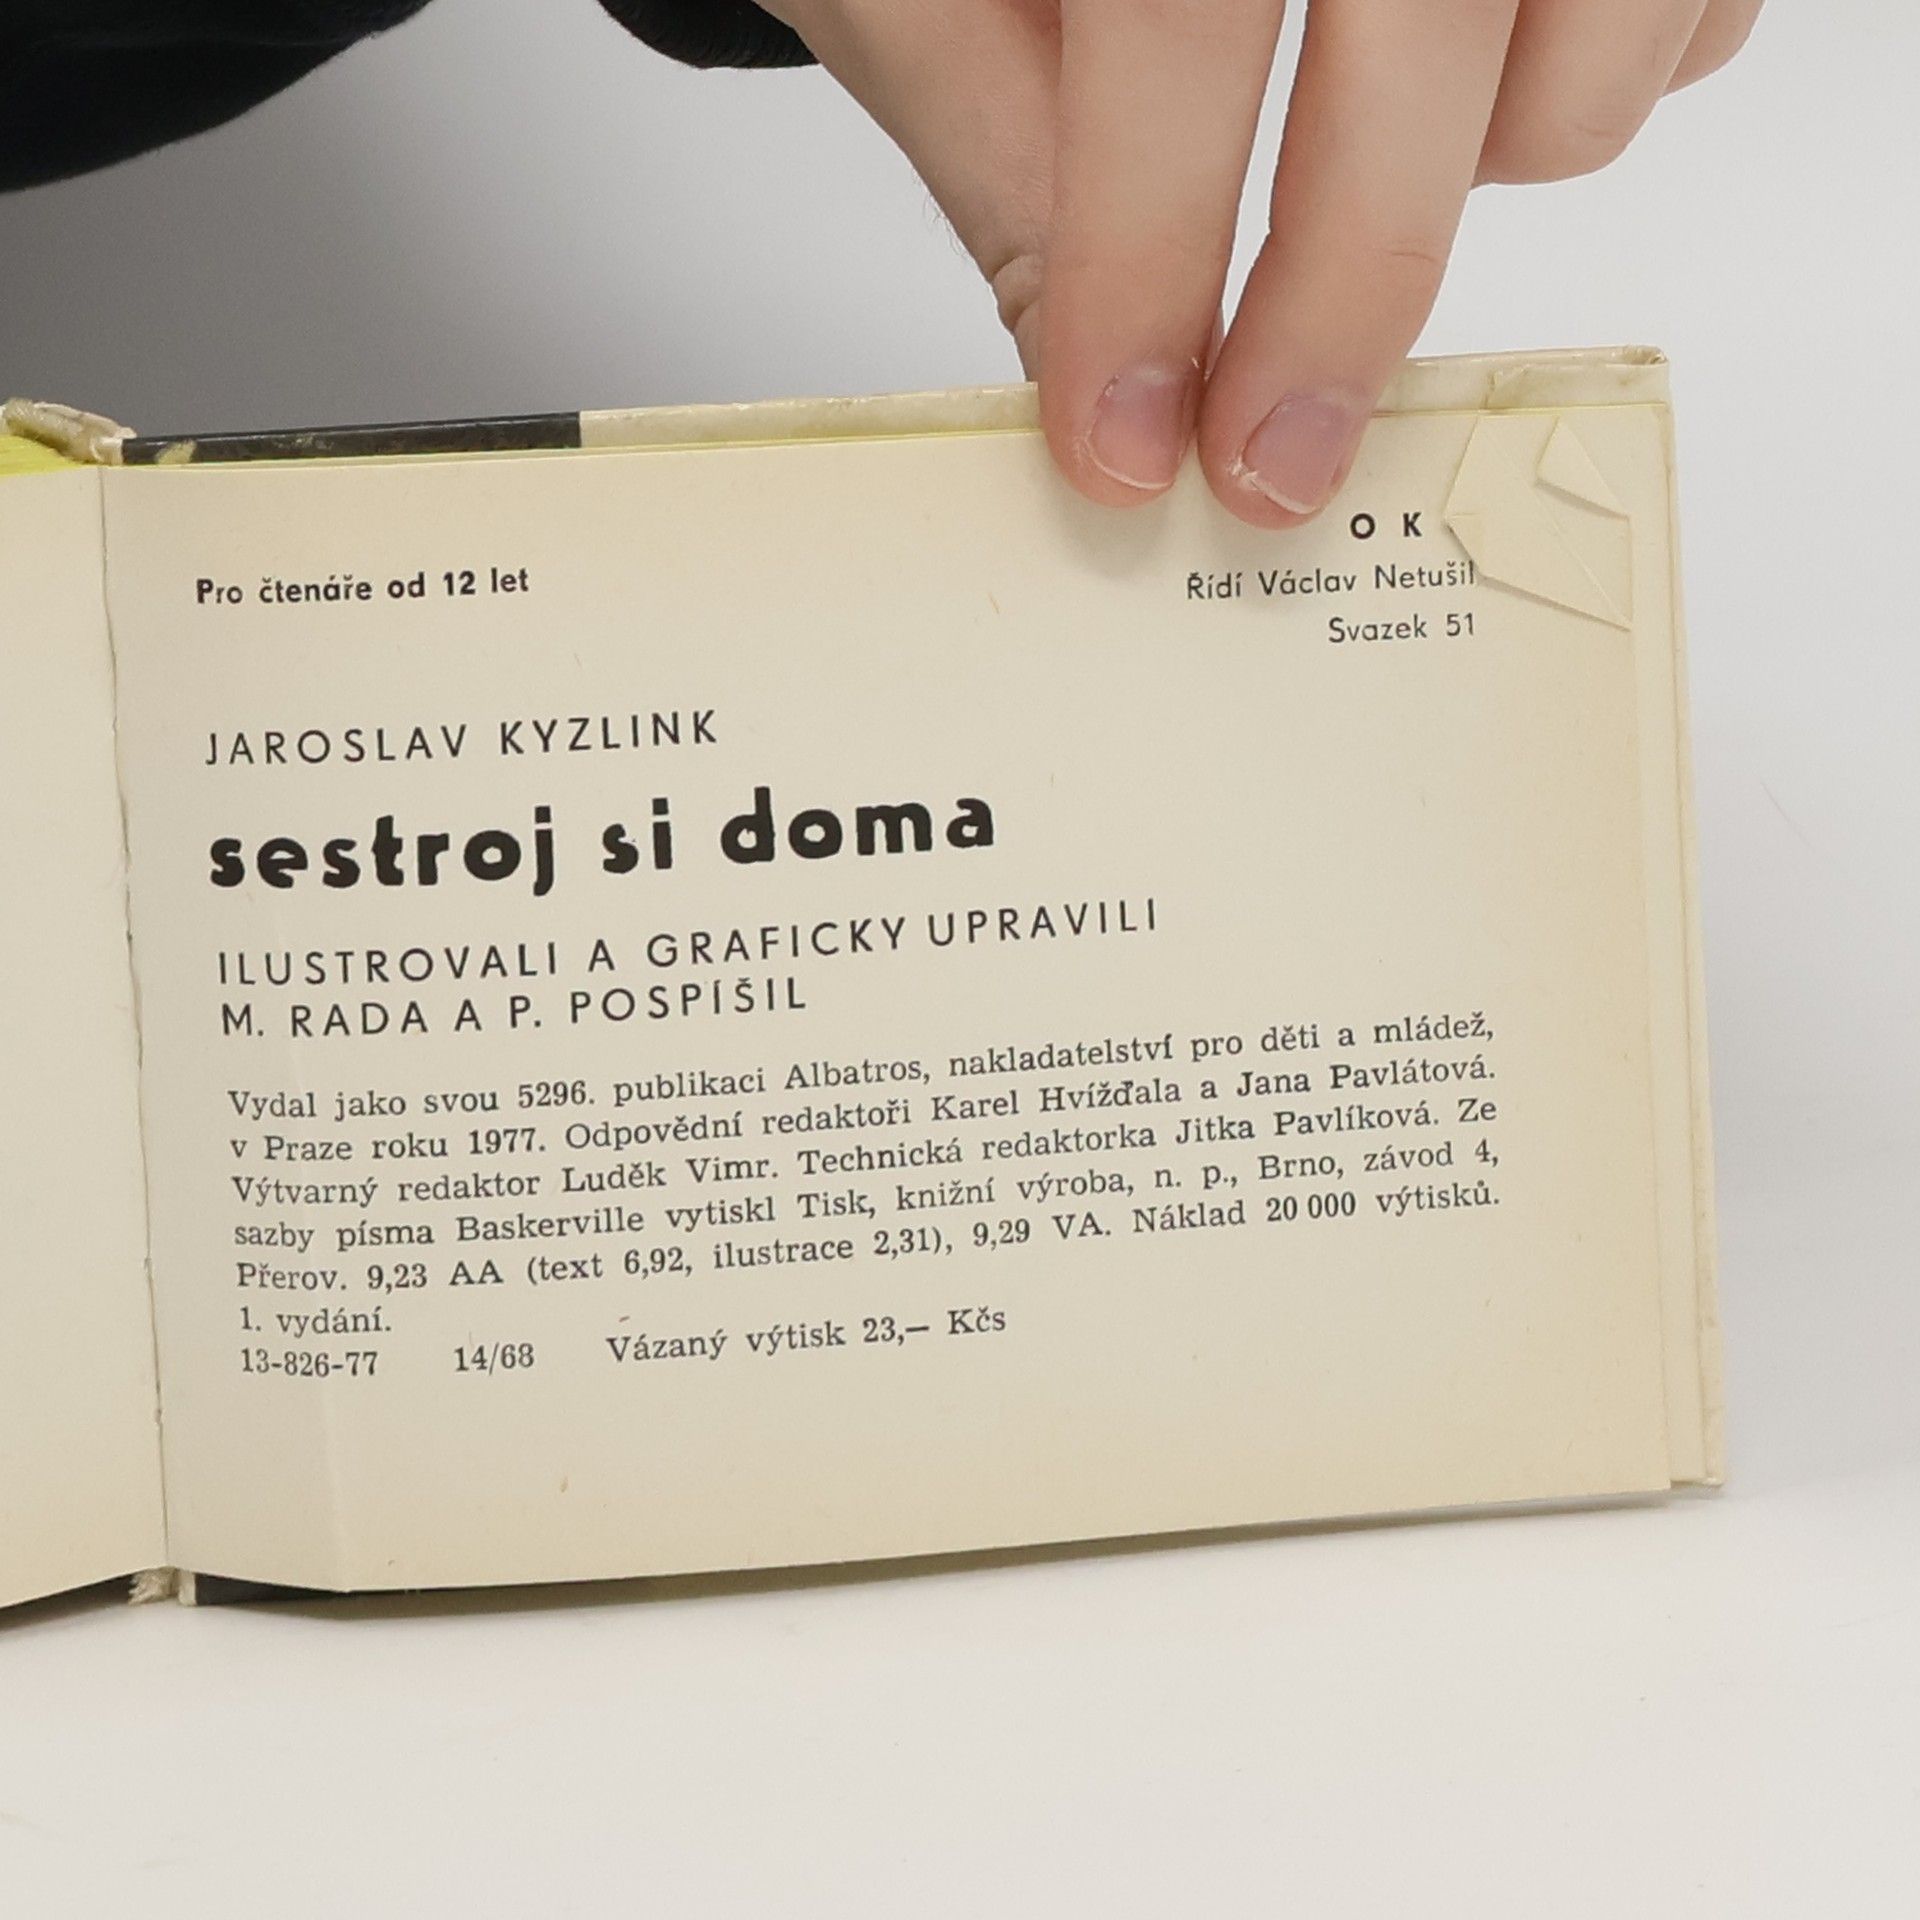 Pro čtenáře od 12 let
O K
Řídí Václav Netušil
Svazek 51
JAROSLAV KYZLINK
sestroj si doma
ILUSTROVALI A GRAFICKY UPRAVILI
M. RADA A P. POSPÍŠIL
Vydal jako svou 5296. publikaci Albatros, nakladatelství pro děti a mládež,
v Praze roku 1977. Odpovědní redaktoři Karel Hvížďala a Jana Pavlátová.
Výtvarný redaktor Luděk Vimr. Technická redaktorka Jitka Pavlíková. Ze
sazby písma Baskerville vytiskl Tisk, knižní výroba, n. p., Brno, závod 4,
Přerov. 9,23 AA (text 6,92, ilustrace 2,31), 9,29 VA. Náklad 20 000 výtisků.
1. vydání.
13-826-77 14/68 Vázaný výtisk 23,— Kčs